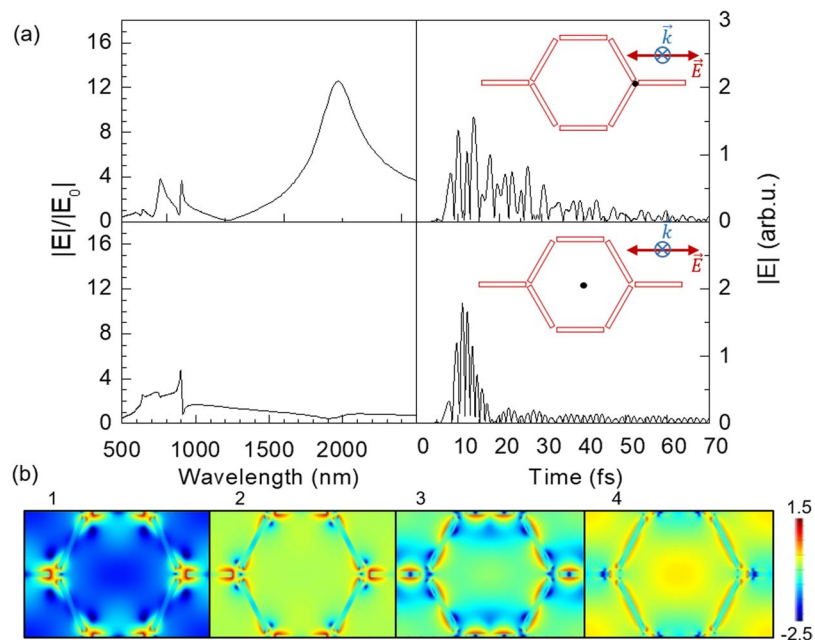 (a)
16
12
8
4
0
|E|/|E₀|
3
2
1
0
|E| (arb.u.)
k⃗
E⃗
16
12
8
4
0
2
1
0
k⃗
E⃗
500 1000 1500 2000
0 10 20 30 40 50 60 70
Wavelength (nm)
Time (fs)
(b)
1 2 3 4
1.5
-2.5